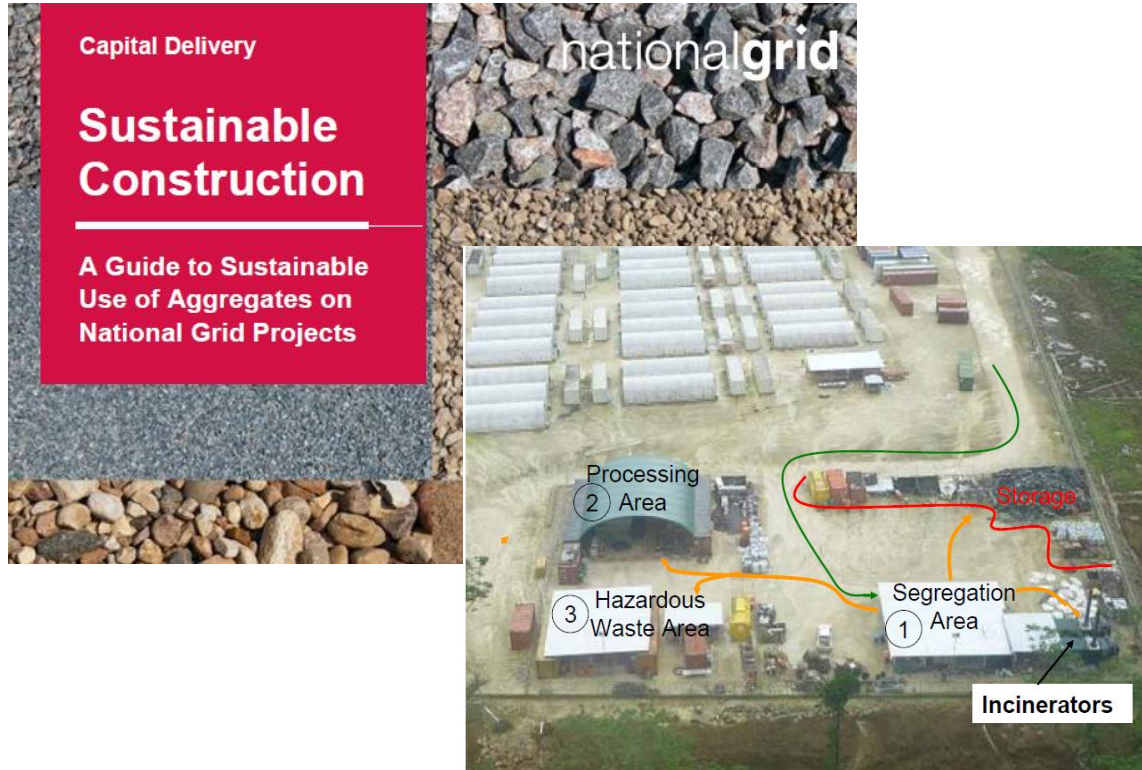 Capital Delivery
nationalgrid
Sustainable
Construction
A Guide to Sustainable
Use of Aggregates on
National Grid Projects
Processing
2 Area
Storage
3 Hazardous
Waste Area
Segregation
1 Area
Incinerators